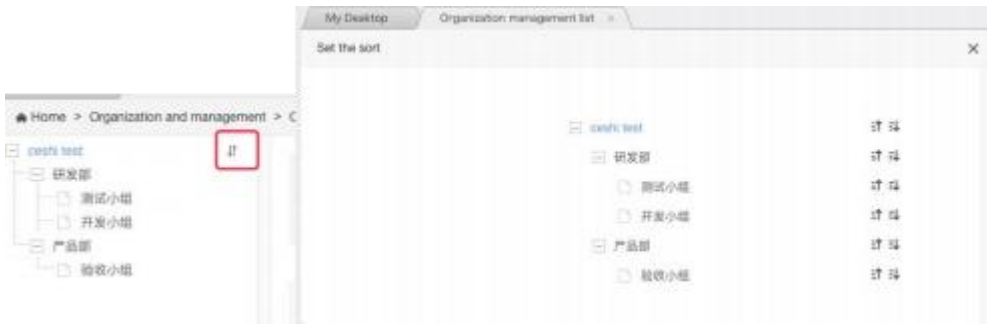 Home > Organization and management > C
ceshi test
研发部
测试小组
开发小组
产品部
验收小组
My Desktop
Organization management list ×
Set the sort ×
ceshi test
研发部
测试小组
开发小组
产品部
验收小组